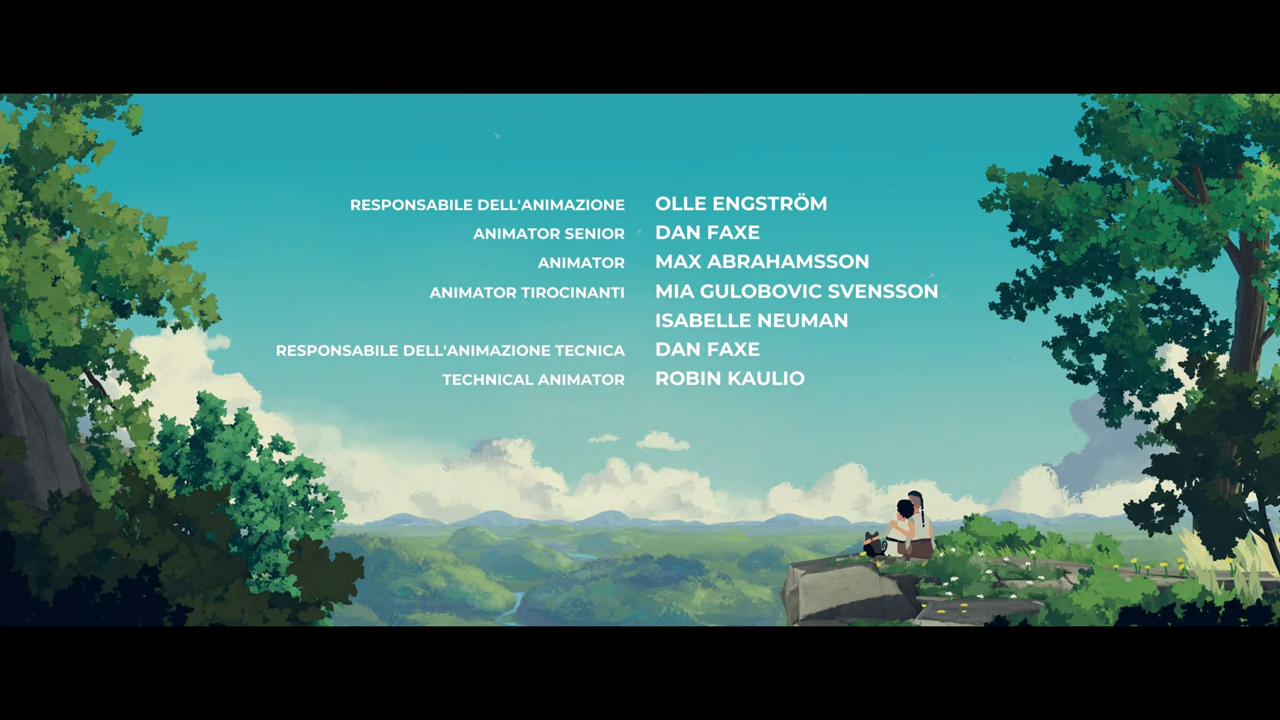 RESPONSABILE DELL'ANIMAZIONE OLLE ENGSTRÖM
ANIMATOR SENIOR DAN FAXE
ANIMATOR MAX ABRAHAMSSON
ANIMATOR TIROCINANTI MIA GULOBOVIC SVENSSON
ISABELLE NEUMAN
RESPONSABILE DELL'ANIMAZIONE TECNICA DAN FAXE
TECHNICAL ANIMATOR ROBIN KAULIO